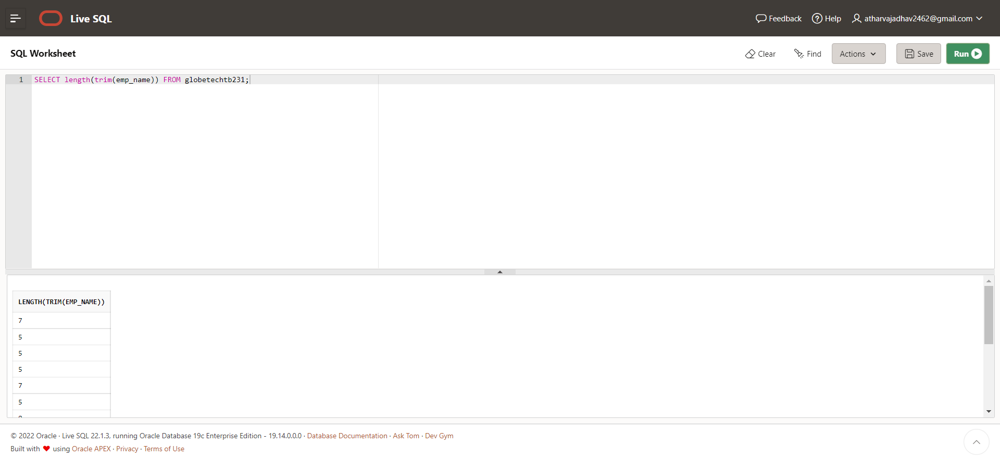 Live SQL
Feedback
Help
atharvajadhav2462@gmail.com
SQL Worksheet
Clear
Find
Actions
Save
Run
1 SELECT length(trim(emp_name)) FROM globetechtb231;
LENGTH(TRIM(EMP_NAME))
7
5
5
5
7
5
© 2022 Oracle · Live SQL 22.1.3, running Oracle Database 19c Enterprise Edition - 19.14.0.0.0 · Database Documentation · Ask Tom · Dev Gym
Built with ❤ using Oracle APEX · Privacy · Terms of Use